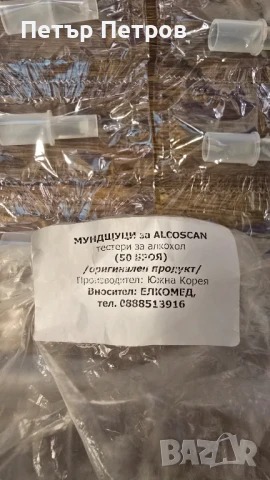 Петър Петров
МУНДЩУЦИ за ALCOSCAN
тестери за алкохол
(50 БРОЯ)
/оригинален продукт/
Производител: Южна Корея
Вносител: ЕЛКОМЕД,
тел. 0888513916
BAZAR